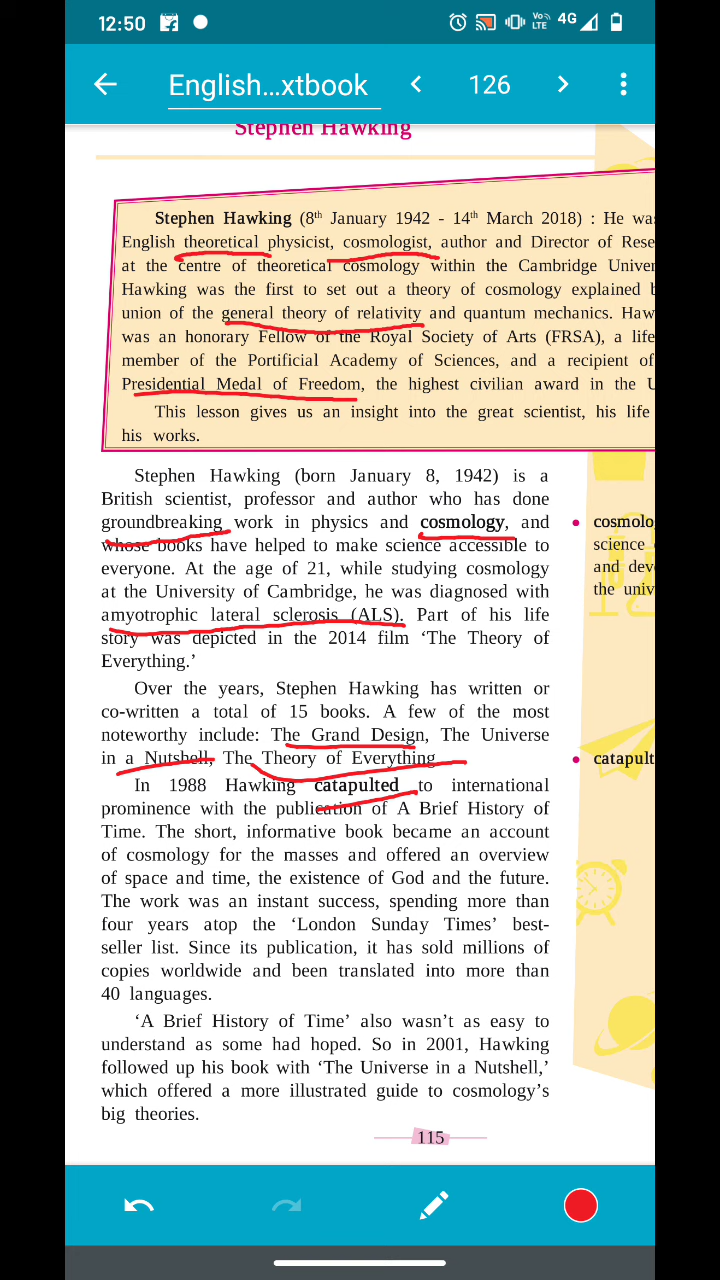 12:50
Vo LTE 4G
English...xtbook
126
Stephen Hawking
Stephen Hawking (8th January 1942 - 14th March 2018) : He was
English theoretical physicist, cosmologist, author and Director of Rese
at the centre of theoretical cosmology within the Cambridge Univer
Hawking was the first to set out a theory of cosmology explained b
union of the general theory of relativity and quantum mechanics. Haw
was an honorary Fellow of the Royal Society of Arts (FRSA), a life
member of the Portificial Academy of Sciences, and a recipient of
Presidential Medal of Freedom, the highest civilian award in the U
This lesson gives us an insight into the great scientist, his life
his works.
Stephen Hawking (born January 8, 1942) is a
British scientist, professor and author who has done
groundbreaking work in physics and cosmology, and
whose books have helped to make science accessible to
everyone. At the age of 21, while studying cosmology
at the University of Cambridge, he was diagnosed with
amyotrophic lateral sclerosis (ALS). Part of his life
story was depicted in the 2014 film ‘The Theory of
Everything.’
Over the years, Stephen Hawking has written or
co-written a total of 15 books. A few of the most
noteworthy include: The Grand Design, The Universe
in a Nutshell, The Theory of Everything
In 1988 Hawking catapulted to international
prominence with the publication of A Brief History of
Time. The short, informative book became an account
of cosmology for the masses and offered an overview
of space and time, the existence of God and the future.
The work was an instant success, spending more than
four years atop the ‘London Sunday Times’ best-
seller list. Since its publication, it has sold millions of
copies worldwide and been translated into more than
40 languages.
‘A Brief History of Time’ also wasn’t as easy to
understand as some had hoped. So in 2001, Hawking
followed up his book with ‘The Universe in a Nutshell,’
which offered a more illustrated guide to cosmology’s
big theories.
• cosmolo
science
and dev
the univ
• catapult
115